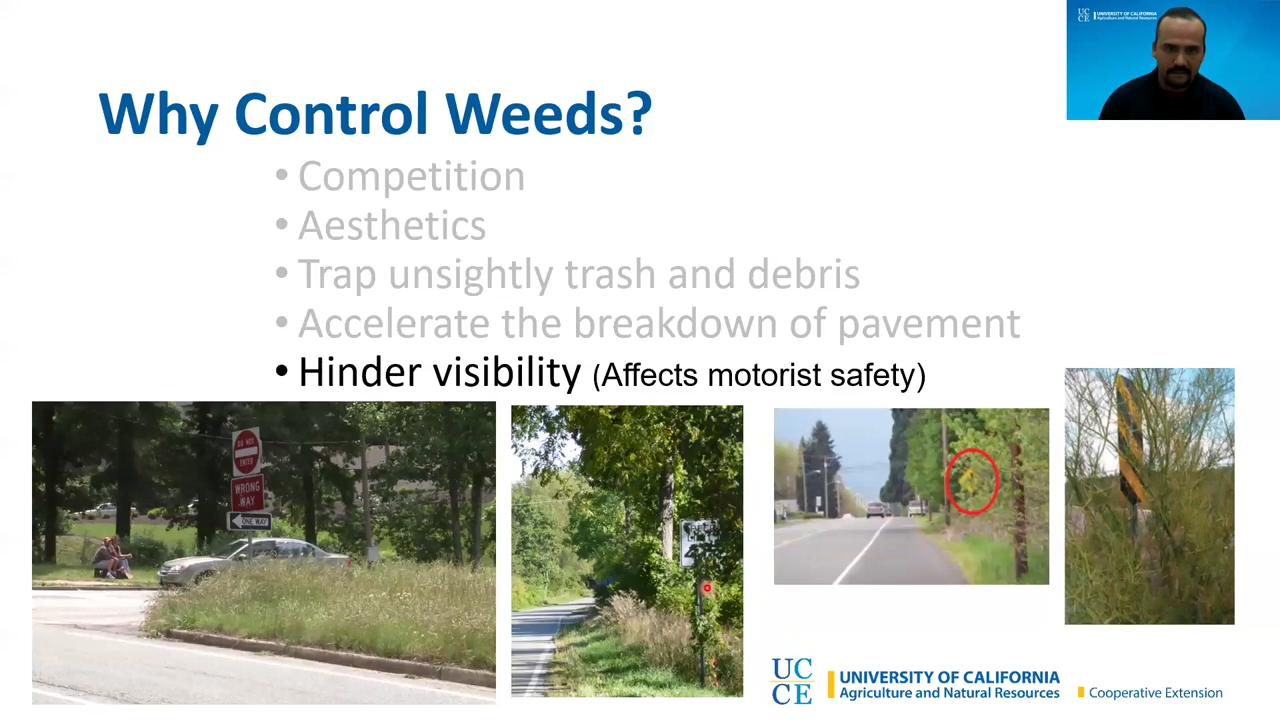 UC
CE
UNIVERSITY OF CALIFORNIA
Agriculture and Natural Resources
Why Control Weeds?
• Competition
• Aesthetics
• Trap unsightly trash and debris
• Accelerate the breakdown of pavement
• Hinder visibility (Affects motorist safety)
DO NOT
ENTER
WRONG
WAY
ONE WAY
UC
CE
UNIVERSITY OF CALIFORNIA
Agriculture and Natural Resources
Cooperative Extension